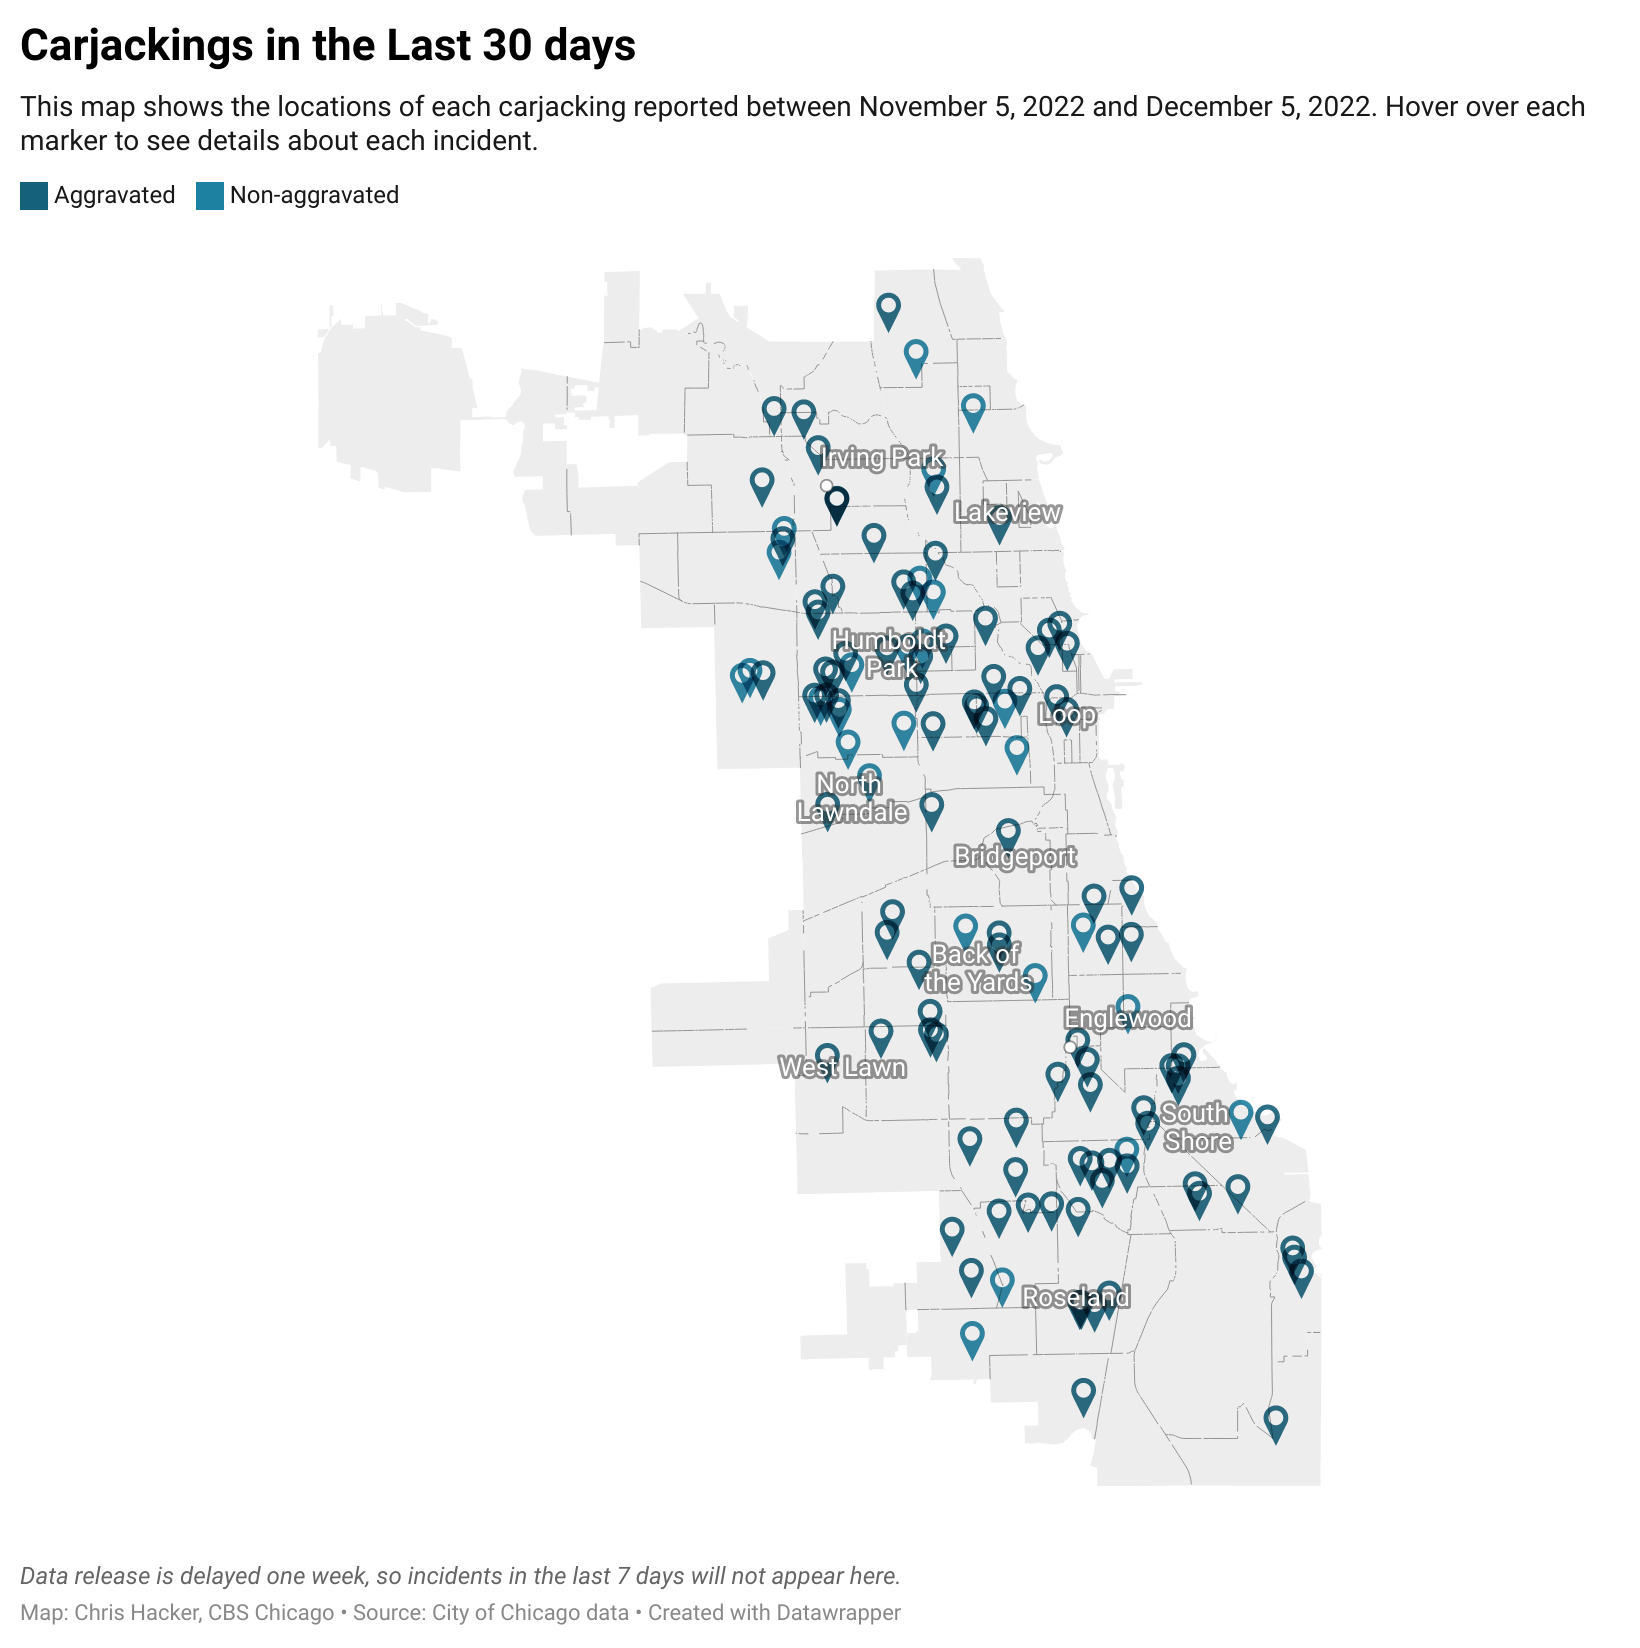 Carjackings in the Last 30 days
This map shows the locations of each carjacking reported between November 5, 2022 and December 5, 2022. Hover over each
marker to see details about each incident.
Aggravated Non-aggravated
Irving Park
Lakeview
Humboldt
Park
Loop
North
Lawndale
Bridgeport
Back of
the Yards
Englewood
West Lawn
South
Shore
Roseland
Data release is delayed one week, so incidents in the last 7 days will not appear here.
Map: Chris Hacker, CBS Chicago • Source: City of Chicago data • Created with Datawrapper